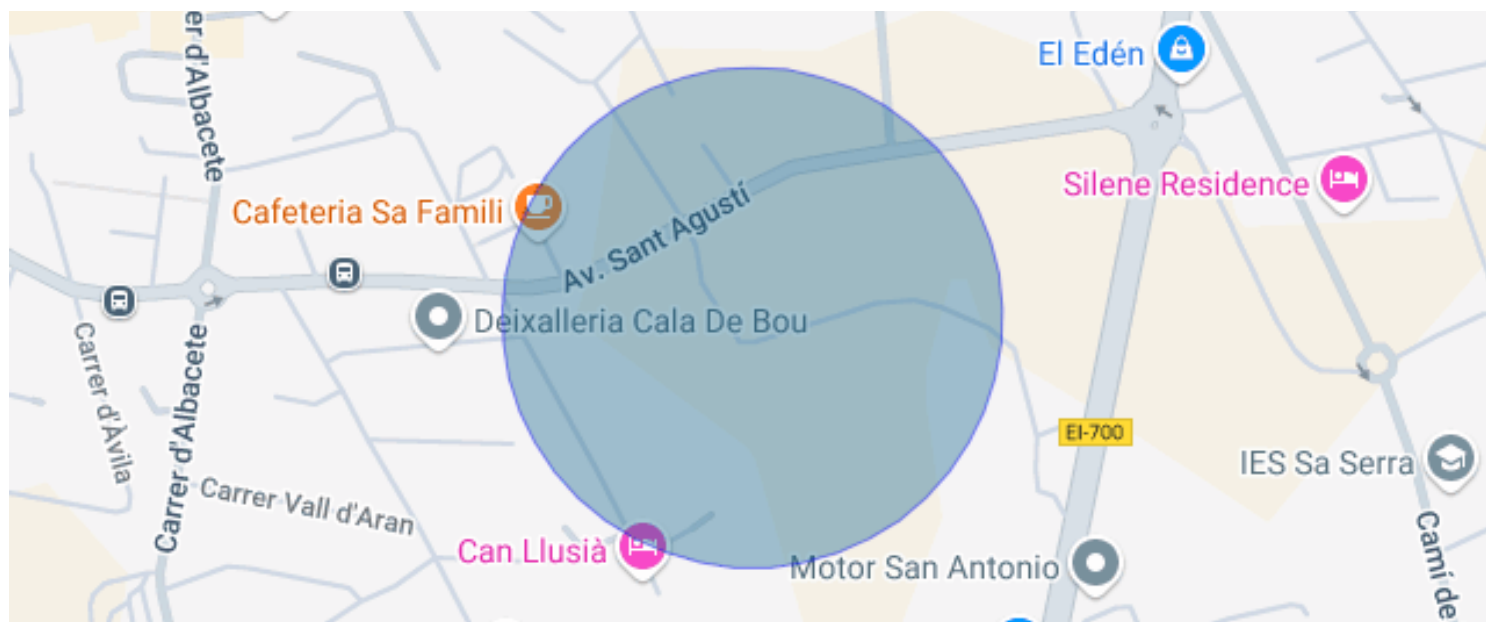 er d'Albacete
El Edén
Silene Residence
Cafeteria Sa Famili
Av. Sant Agustí
Deixalleria Cala De Bou
Carrer d'Àvila
Carrer d'Albacete
EI-700
IES Sa Serra
Carrer Vall d'Aran
Can Llusià
Motor San Antonio
Camí de